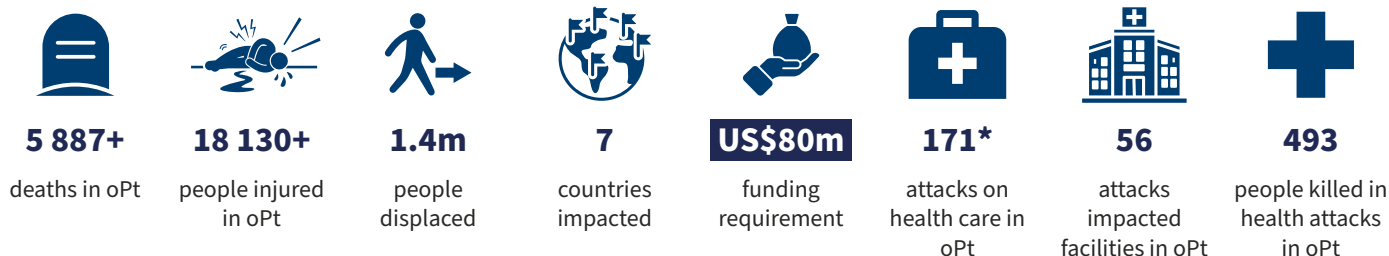 5 887+
deaths in oPt
18 130+
people injured
in oPt
1.4m
people
displaced
7
countries
impacted
US$80m
funding
requirement
171*
attacks on
health care in
oPt
56
attacks
impacted
facilities in oPt
493
people killed in
health attacks
in oPt